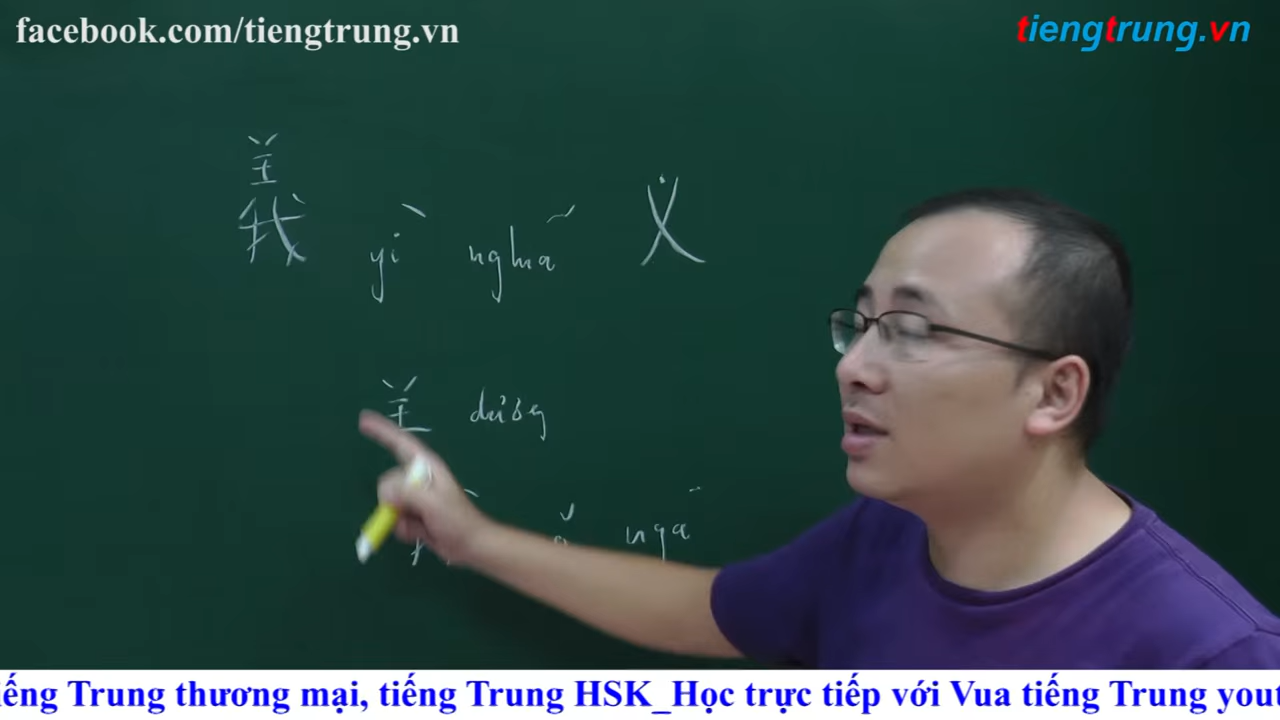 facebook.com/tiengtrung.vn
tiengtrung.vn
義 yì nghĩa 义
dương
ngã
iếng Trung thương mại, tiếng Trung HSK_Học trực tiếp với Vua tiếng Trung yout